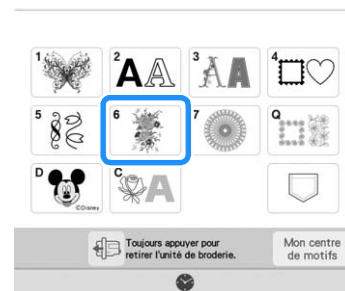 1
2 AA
3 AA
4
5
6
7
Q
D
©Disney
C A
Toujours appuyer pour
retirer l'unité de broderie.
Mon centre
de motifs